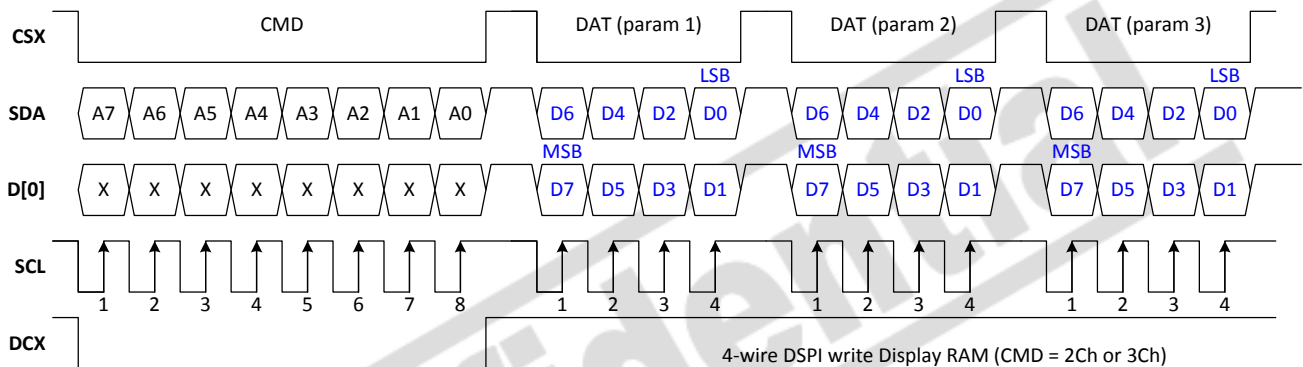 CSX CMD DAT (param 1) DAT (param 2) DAT (param 3)
LSB LSB LSB
SDA A7 A6 A5 A4 A3 A2 A1 A0 D6 D4 D2 D0 D6 D4 D2 D0 D6 D4 D2 D0
MSB MSB MSB
D[0] X X X X X X X X D7 D5 D3 D1 D7 D5 D3 D1 D7 D5 D3 D1
SCL
1 2 3 4 5 6 7 8 1 2 3 4 1 2 3 4 1 2 3 4
DCX
4-wire DSPI write Display RAM (CMD = 2Ch or 3Ch)